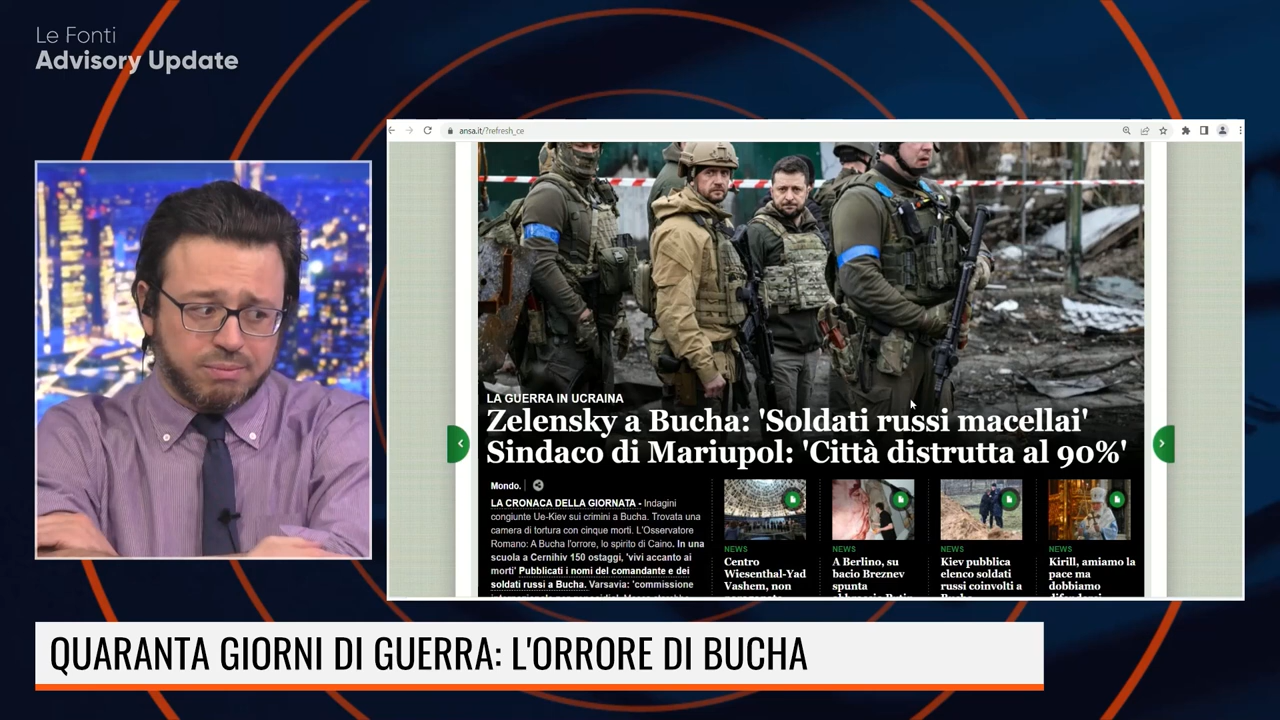 Le Fonti
Advisory Update
ansa.it/?refresh_ce
LA GUERRA IN UCRAINA
Zelensky a Bucha: 'Soldati russi macellai'
Sindaco di Mariupol: 'Città distrutta al 90%'
Mondo.
LA CRONACA DELLA GIORNATA - Indagini
congiunte Ue-Kiev sui crimini a Bucha. Trovata una
camera di tortura con cinque morti. L'Osservatore
Romano: A Bucha l'orrore, lo spirito di Caino. In una
scuola a Cernihiv 150 ostaggi, 'vivi accanto ai
morti' Pubblicati i nomi del comandante e dei
soldati russi a Bucha. Varsavia: 'commissione
NEWS
Centro
Wiesenthal-Yad
Vashem, non
NEWS
A Berlino, su
bacio Breznev
spunta
NEWS
Kiev pubblica
elenco soldati
russi coinvolti a
NEWS
Kirill, amiamo la
pace ma
dobbiamo
QUARANTA GIORNI DI GUERRA: L'ORRORE DI BUCHA